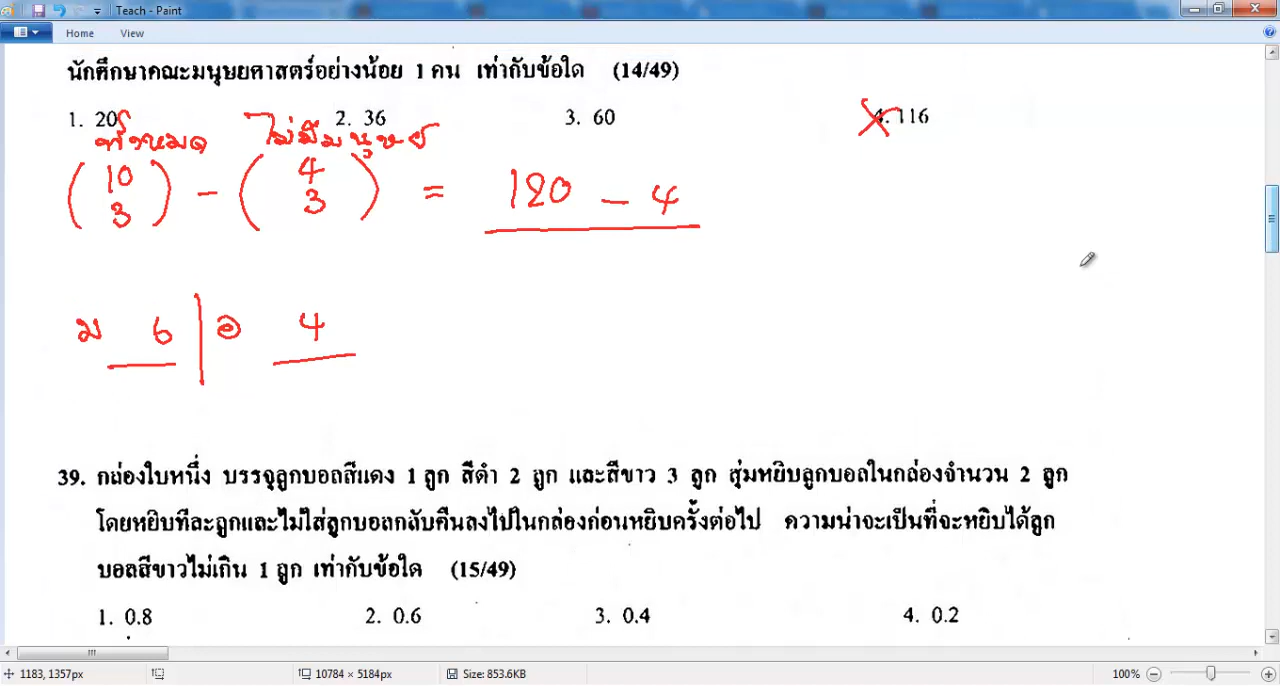 Teach - Paint
Home View
นักศึกษาคณะมนุษยศาสตร์อย่างน้อย 1 คน เท่ากับข้อใด (14/49)
1. 20 2. 36 3. 60 4. 116
ทั้งหมด ไม่มีมนุษย์
(10 3) - (4 3) = 120 - 4
ม 6 | อ 4
39. กล่องใบหนึ่ง บรรจุลูกบอลสีแดง 1 ลูก สีดำ 2 ลูก และสีขาว 3 ลูก สุ่มหยิบลูกบอลในกล่องจำนวน 2 ลูก
โดยหยิบทีละลูกและไม่ใส่ลูกบอลกลับคืนลงไปในกล่องก่อนหยิบครั้งต่อไป ความน่าจะเป็นที่จะหยิบได้ลูก
บอลสีขาวไม่เกิน 1 ลูก เท่ากับข้อใด (15/49)
1. 0.8 2. 0.6 3. 0.4 4. 0.2
1183, 1357px 10784 × 5184px Size: 853.6KB 100%